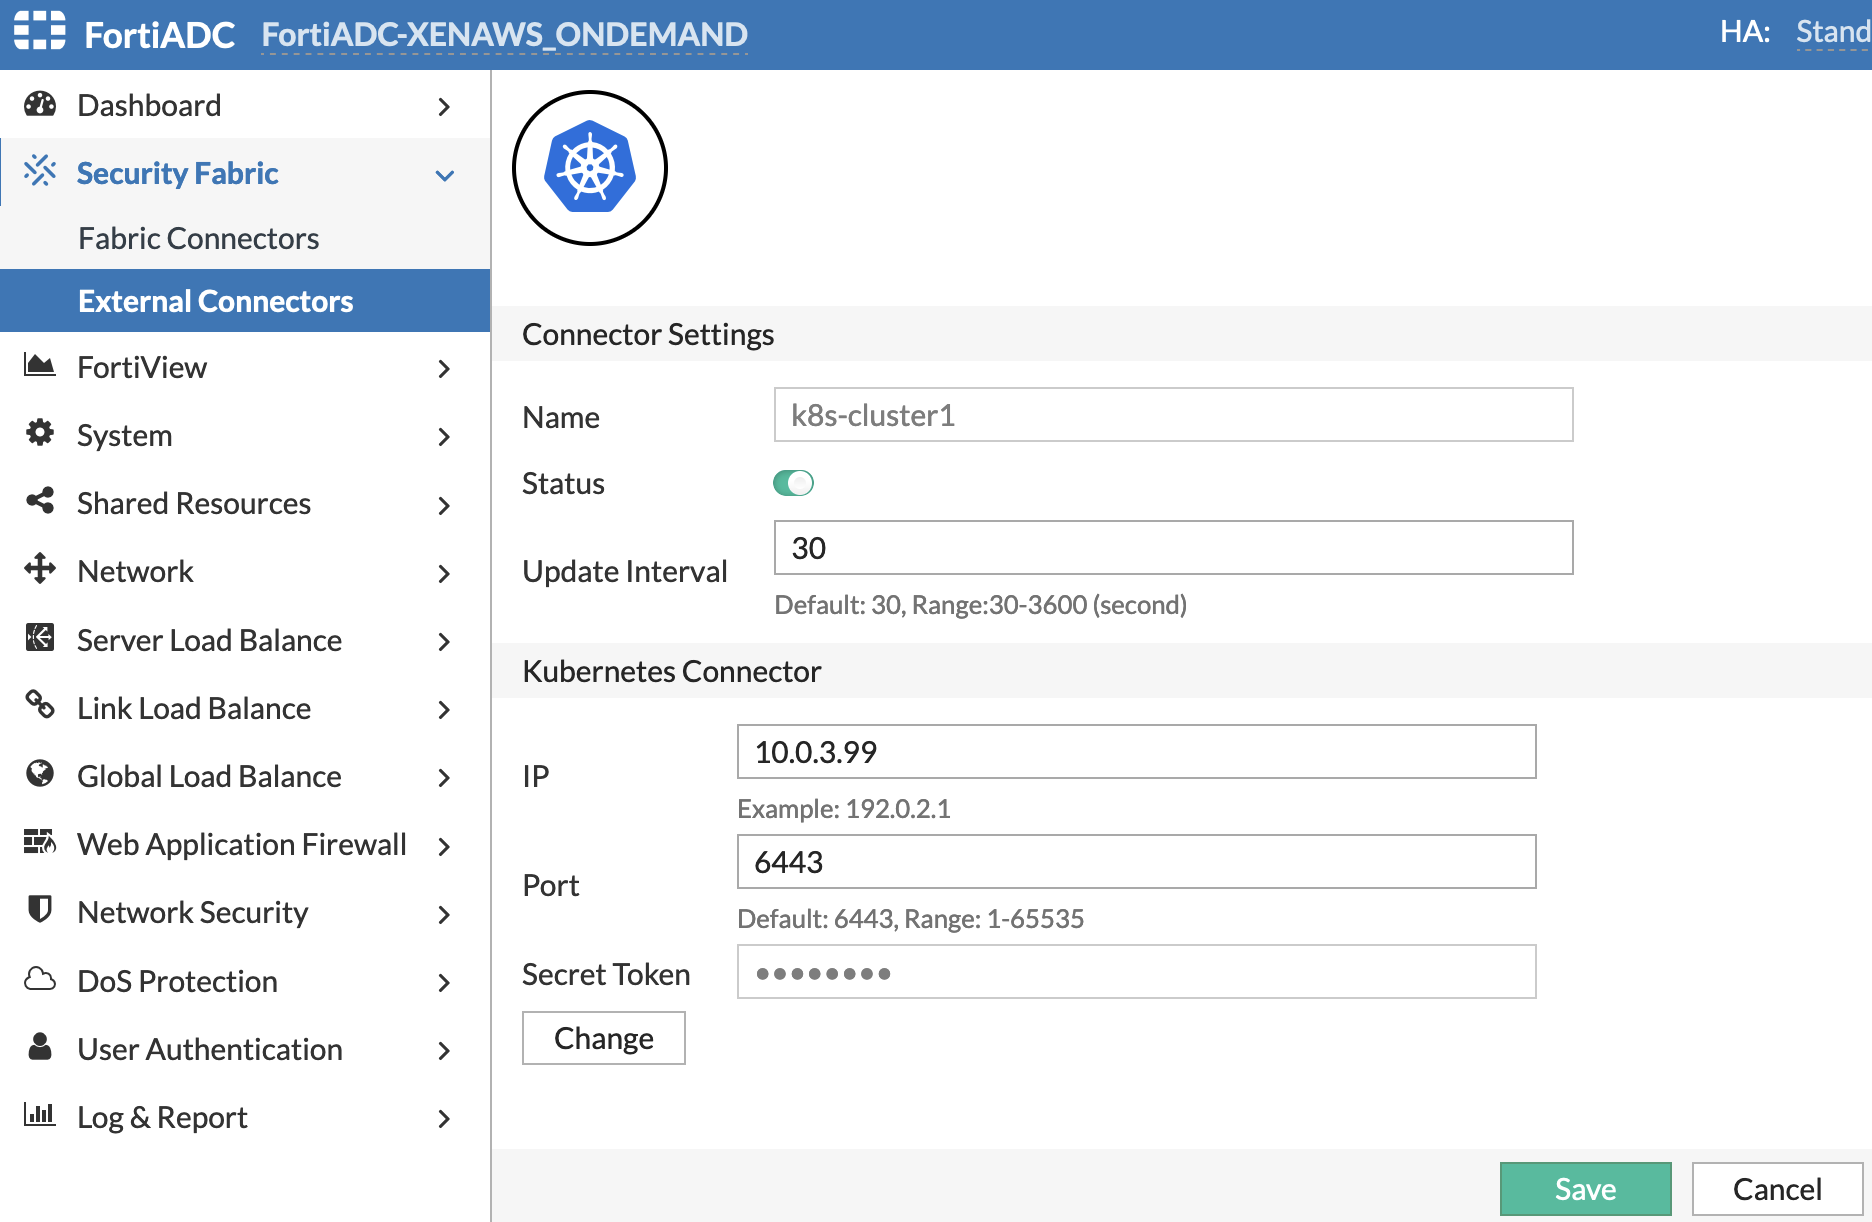 FortiADC FortiADC-XENAWS_ONDEMAND HA: Stand
Dashboard
Security Fabric
Fabric Connectors
External Connectors
FortiView
System
Shared Resources
Network
Server Load Balance
Link Load Balance
Global Load Balance
Web Application Firewall
Network Security
DoS Protection
User Authentication
Log & Report
Connector Settings
Name k8s-cluster1
Status
Update Interval 30
Default: 30, Range:30-3600 (second)
Kubernetes Connector
IP 10.0.3.99
Example: 192.0.2.1
Port 6443
Default: 6443, Range: 1-65535
Secret Token ••••••••
Change
Save Cancel